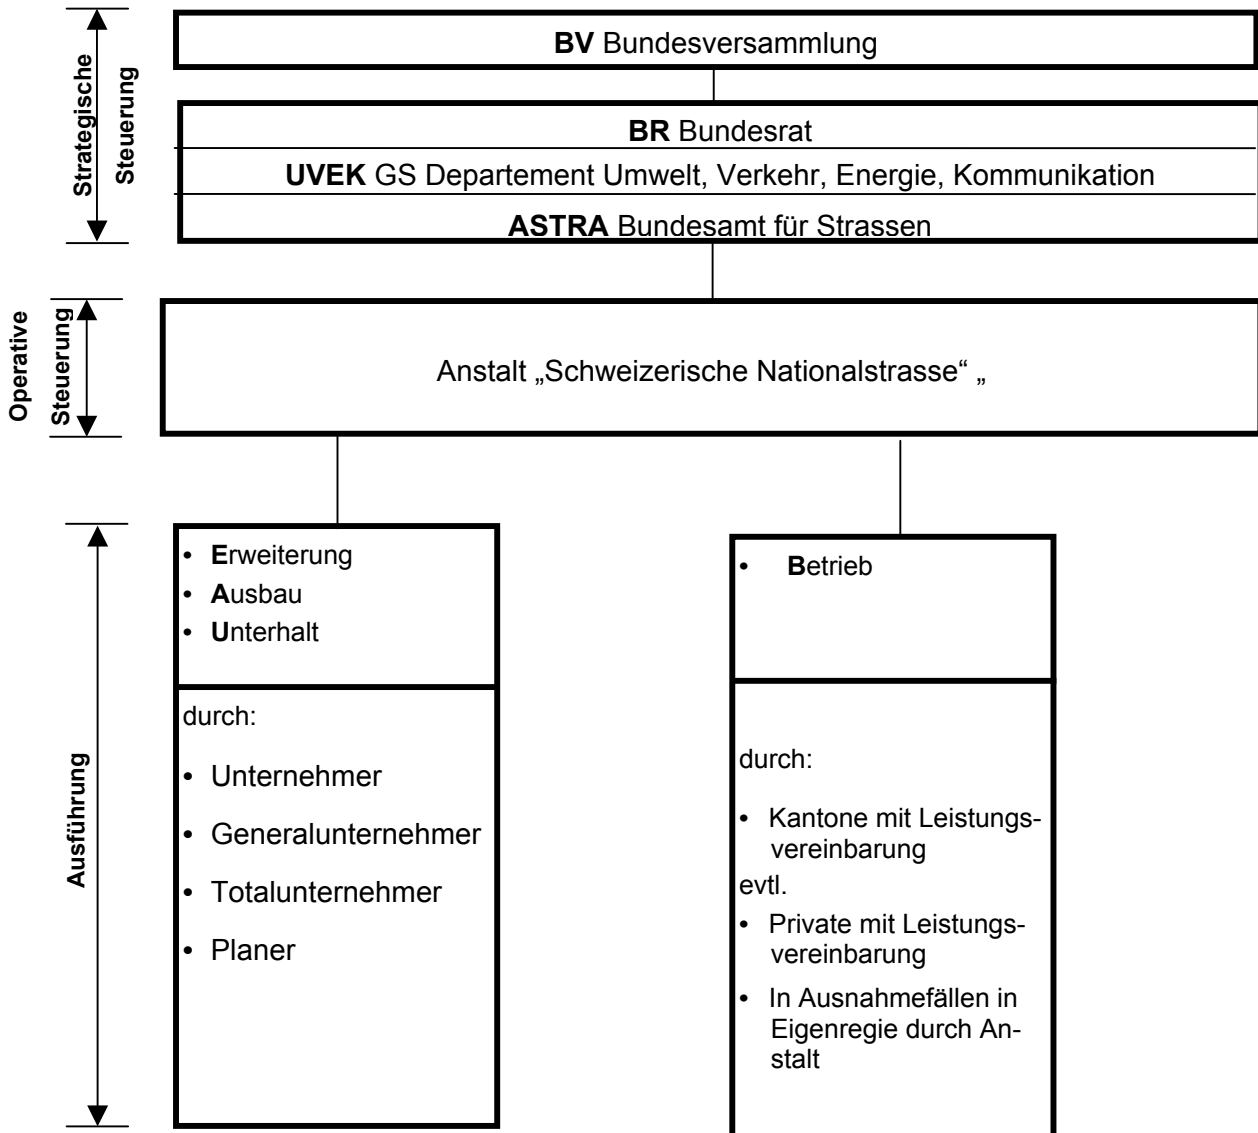 Strategische
Steuerung
BV Bundesversammlung
BR Bundesrat
UVEK GS Departement Umwelt, Verkehr, Energie, Kommunikation
ASTRA Bundesamt für Strassen
Operative
Steuerung
Anstalt „Schweizerische Nationalstrasse“ „
Ausführung
• Erweiterung
• Ausbau
• Unterhalt
durch:
• Unternehmer
• Generalunternehmer
• Totalunternehmer
• Planer
• Betrieb
durch:
• Kantone mit Leistungs-
vereinbarung
evtl.
• Private mit Leistungs-
vereinbarung
• In Ausnahmefällen in
Eigenregie durch An-
stalt